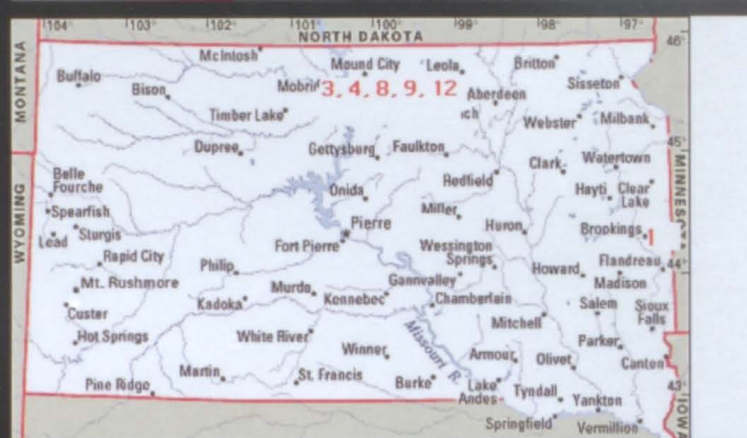 104° 103° 102° 101° 100° 99° 98° 97°
NORTH DAKOTA
46°
MONTANA
McIntosh
Mound City
Leola
Britton
Buffalo
Bison
Sisseton
3, 4, 8, 9, 12
Aberdeen
Timber Lake
Webster
Milbank
45°
Dupree
Gettysburg
Faulkton
Clark
Watertown
Belle
Fourche
Redfield
Onida
Hayti
Clear
Lake
MINNESOTA
WYOMING
Spearfish
Miller
Lead
Sturgis
Pierre
Huron
Brookings
1
Fort Pierre
Wessington
Springs
Rapid City
Flandreau
44°
Philip
Howard
Madison
Mt. Rushmore
Murdo
Gannvalley
Kadoka
Kennebec
Chamberlain
Salem
Sioux
Falls
Custer
Mitchell
Hot Springs
White River
Missouri R.
Parker
Winner
Armour
Olivet
Canton
Martin
St. Francis
Burke
Lake
Andes
Tyndall
43°
Pine Ridge
Yankton
IOWA
Springfield
Vermillion